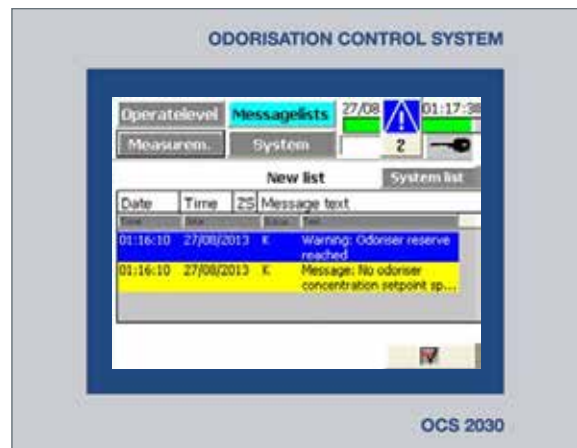 ODORISATION CONTROL SYSTEM
Operatelevel Messagelists 27/08 01:17:38
Measurem. System 2
New list System list
Date Time ZS Message text
01:16:10 27/08/2013 K Warning: Odoriser reserve
reached
01:16:10 27/08/2013 K Message: No odoriser
concentration setpoint sp...
OCS 2030